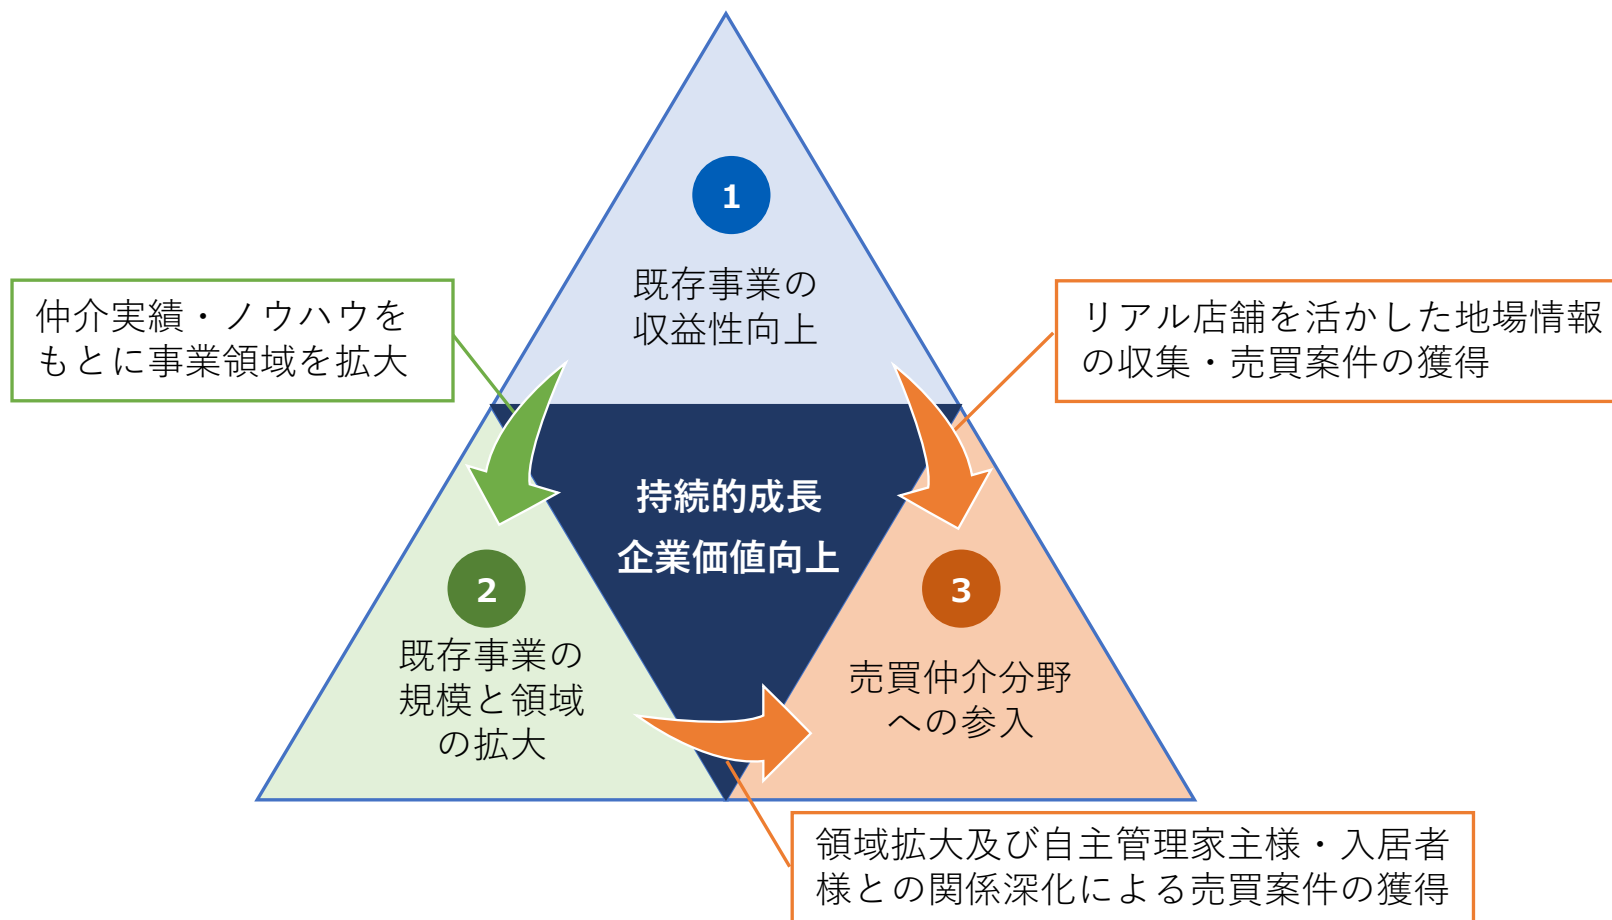 1
既存事業の
収益性向上
仲介実績・ノウハウを
もとに事業領域を拡大
リアル店舗を活かした地場情報
の収集・売買案件の獲得
持続的成長
企業価値向上
2
既存事業の
規模と領域
の拡大
3
売買仲介分野
への参入
領域拡大及び自主管理家主様・入居者
様との関係深化による売買案件の獲得